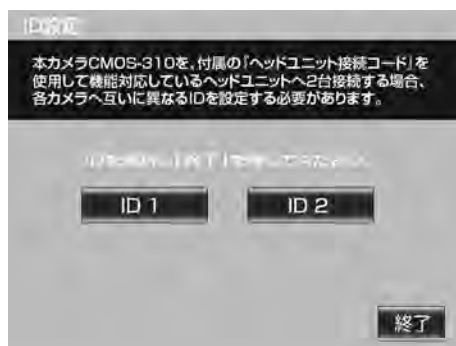 ID設定
本カメラCMOS-310を、付属の「ヘッドユニット接続コード」を
使用して機能対応しているヘッドユニットへ2台接続する場合、
各カメラへ互いに異なるIDを設定する必要があります。
ID 1
ID 2
終了